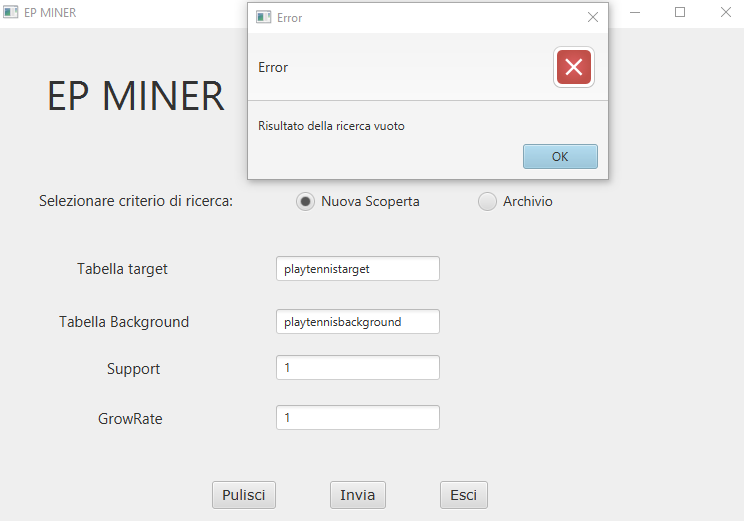 EP MINER
Error
Error
Risultato della ricerca vuoto
OK
EP MINER
Selezionare criterio di ricerca:
Nuova Scoperta
Archivio
Tabella target
playtennistarget
Tabella Background
playtennisbackground
Support
1
GrowRate
1
Pulisci
Invia
Esci